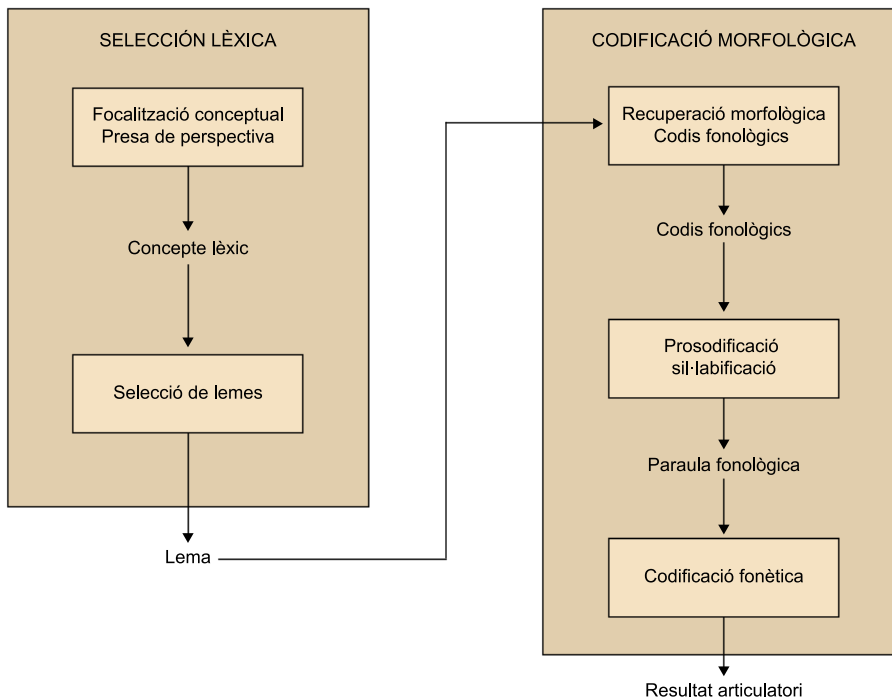 SELECCIÓN LÈXICA
Focalització conceptual
Presa de perspectiva
Concepte lèxic
Selecció de lemes
Lema
CODIFICACIÓ MORFOLÒGICA
Recuperació morfològica
Codis fonològics
Codis fonològics
Prosodificació
sil·labificació
Paraula fonològica
Codificació fonètica
Resultat articulatori